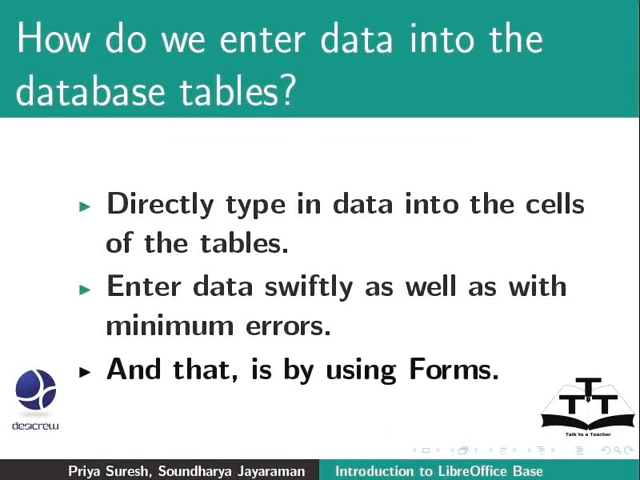 How do we enter data into the
database tables?
Directly type in data into the cells
of the tables.
Enter data swiftly as well as with
minimum errors.
And that, is by using Forms.
desicrew
T
T T
Talk to a Teacher
Priya Suresh, Soundharya Jayaraman
Introduction to LibreOffice Base